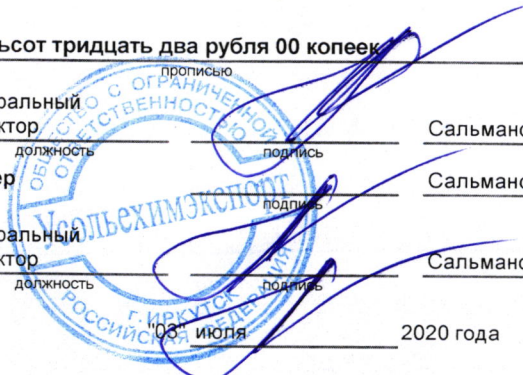 ьсот тридцать два рубля 00 копеек
прописью
ральный
ктор
Сальмано
должность
подпись
ер
Сальмано
подпись
ральный
ктор
Сальмано
должность
подпись
"03" июля 2020 года
ОБЩЕСТВО С ОГРАНИЧЕННОЙ
ОТВЕТСТВЕННОСТЬЮ
Усольехимэкспорт
г. ИРКУТСК
РОССИЙСКАЯ ФЕДЕРАЦИЯ